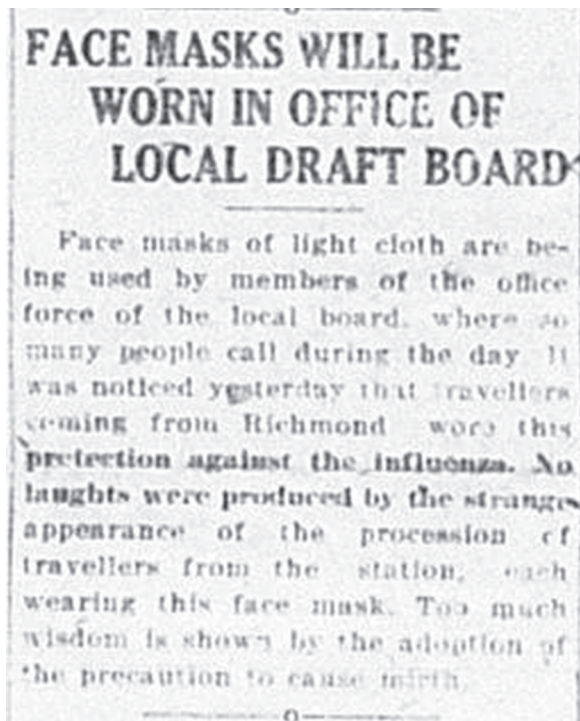 FACE MASKS WILL BE
WORN IN OFFICE OF
LOCAL DRAFT BOARD
Face masks of light cloth are be-
ing used by members of the office
force of the local board, where so
many people call during the day. It
was noticed yesterday that travellers
coming from Richmond wore this
pretection against the influenza. No
laughts were produced by the strange
appearance of the procession of
travellers from the station, each
wearing this face mask. Too much
wisdom is shown by the adoption of
the precaution to cause mirth.